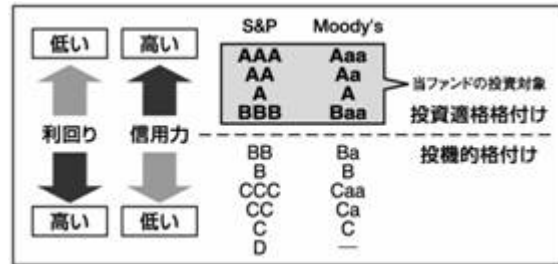 S&P Moody's
低い 高い
AAA Aaa
AA Aa
A A
BBB Baa
当ファンドの投資対象
投資適格格付け
利回り 信用力
BB Ba
投機的格付け
B B
CCC Caa
CC Ca
C C
D —
高い 低い